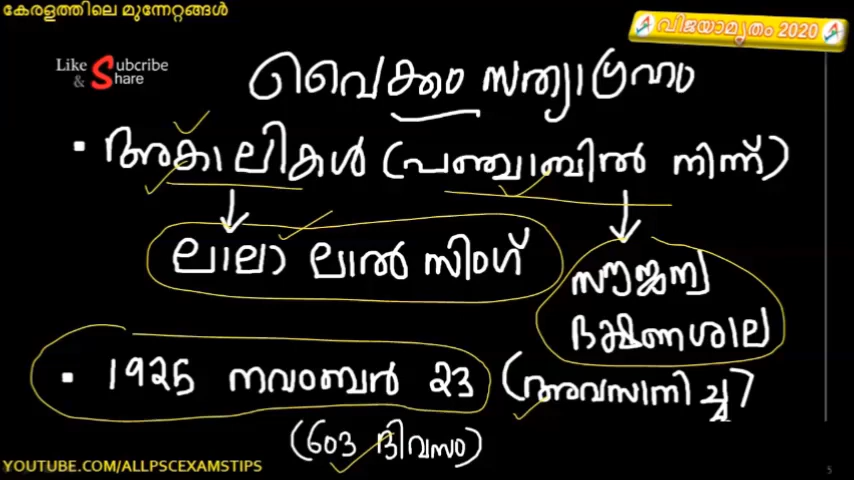 കേരളത്തിലെ മുന്നേറ്റങ്ങൾ
വിജയാമൃതം 2020
Like Subcribe
& Share
വൈക്കം സത്യാഗ്രഹം
അകാലികൾ (പഞ്ചാബിൽ നിന്ന്)
ലാലാ ലാൽ സിംഗ്
സൗജന്യ
ഭക്ഷണശാല
1925 നവംബർ 23 (അവസാനിച്ചു)
(603 ദിവസം)
YOUTUBE.COM/ALLPSCEXAMSTIPS
5